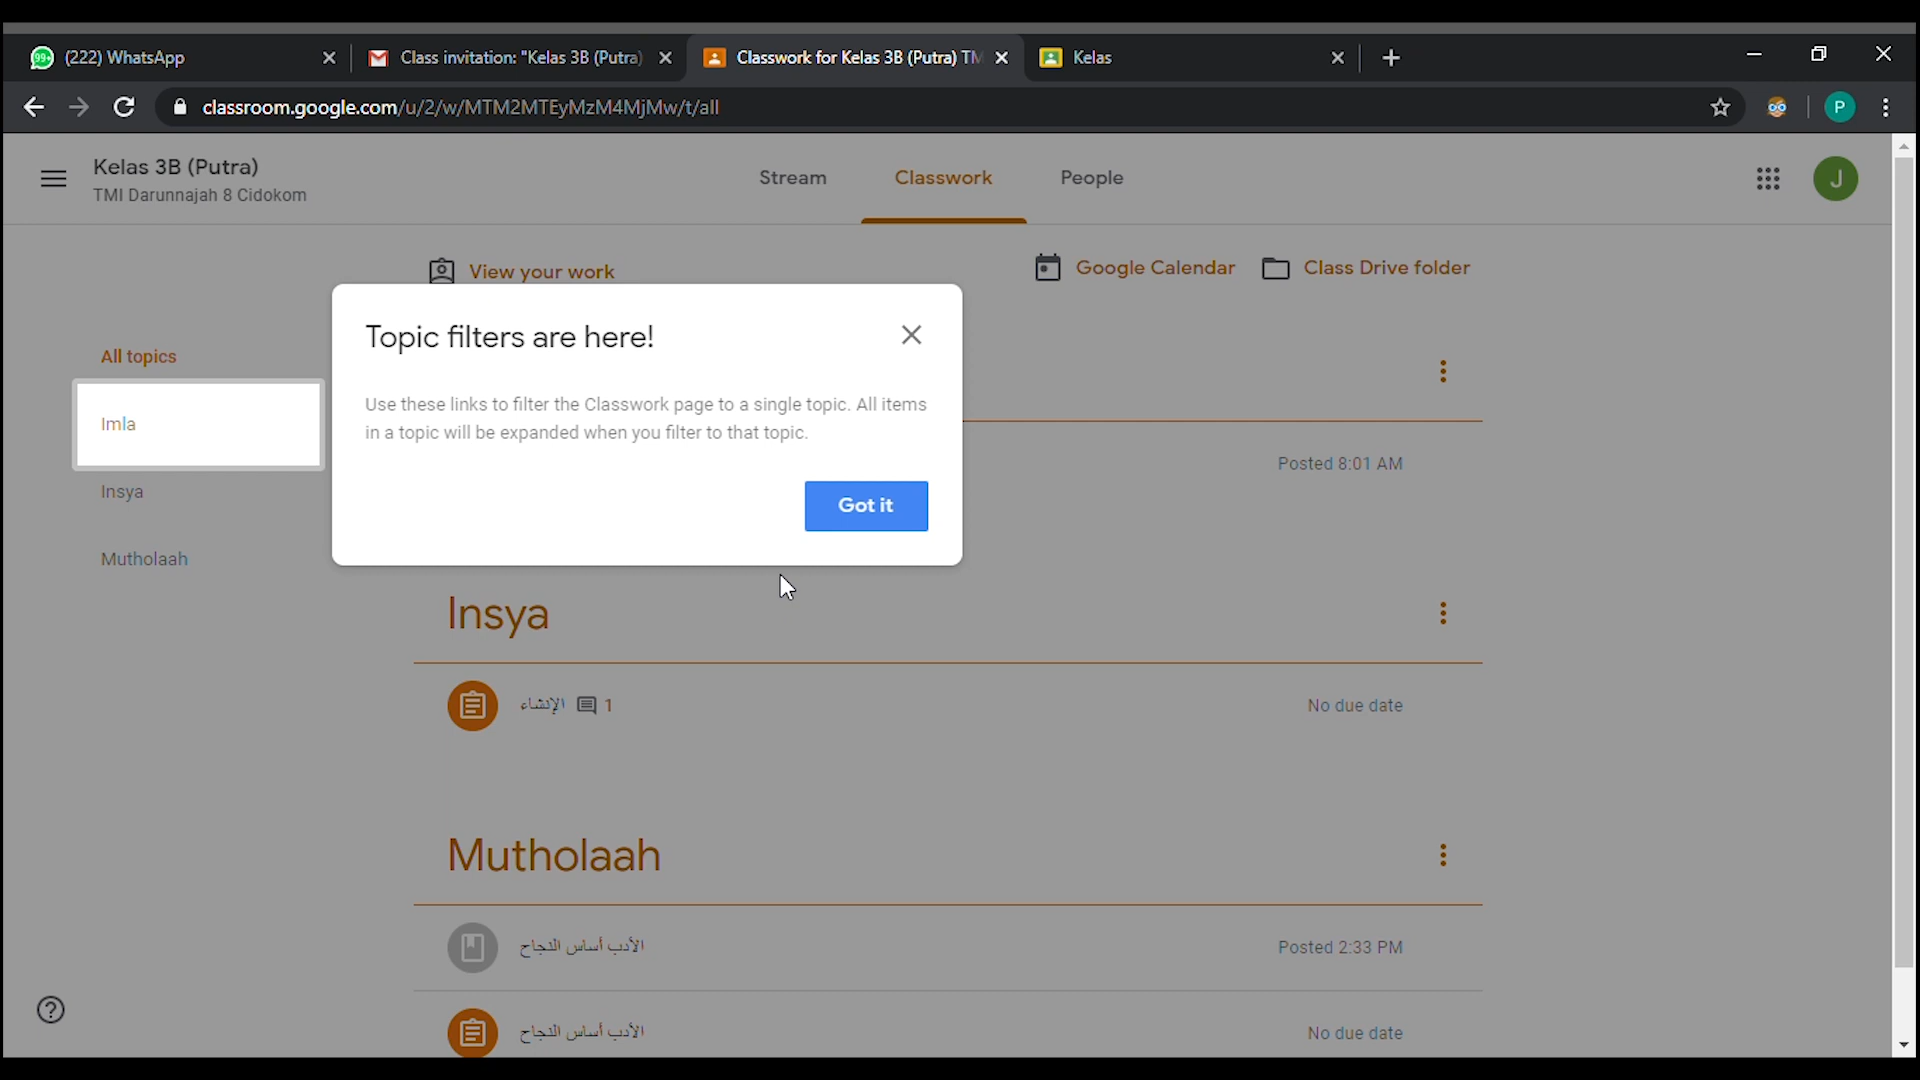 99+ (222) WhatsApp
Class invitation: "Kelas 3B (Putra)
Classwork for Kelas 3B (Putra) TM
Kelas
classroom.google.com/u/2/w/MTM2MTEyMzM4MjMw/t/all
P
Kelas 3B (Putra)
TMI Darunnajah 8 Cidokom
Stream
Classwork
People
J
View your work
Google Calendar
Class Drive folder
All topics
Imla
Insya
Mutholaah
Topic filters are here!
Use these links to filter the Classwork page to a single topic. All items
in a topic will be expanded when you filter to that topic.
Got it
Posted 8:01 AM
Insya
الإنشاء 1
No due date
Mutholaah
الأدب أساس النجاح
Posted 2:33 PM
الأدب أساس النجاح
No due date